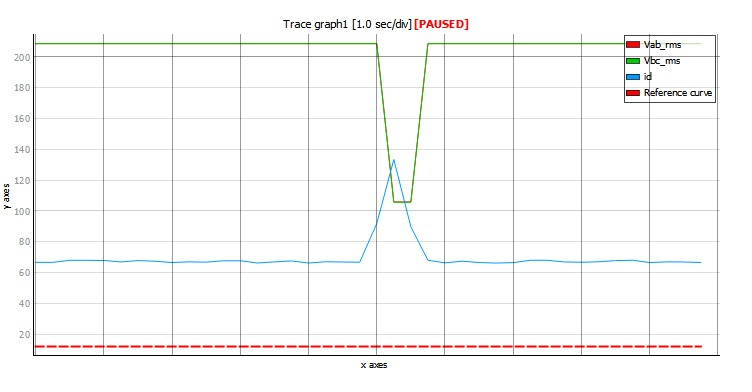 Trace graph1 [1.0 sec/div] [PAUSED]
Vab_rms
Vbc_rms
id
Reference curve
200
180
160
140
120
100
80
60
40
20
y axes
x axes